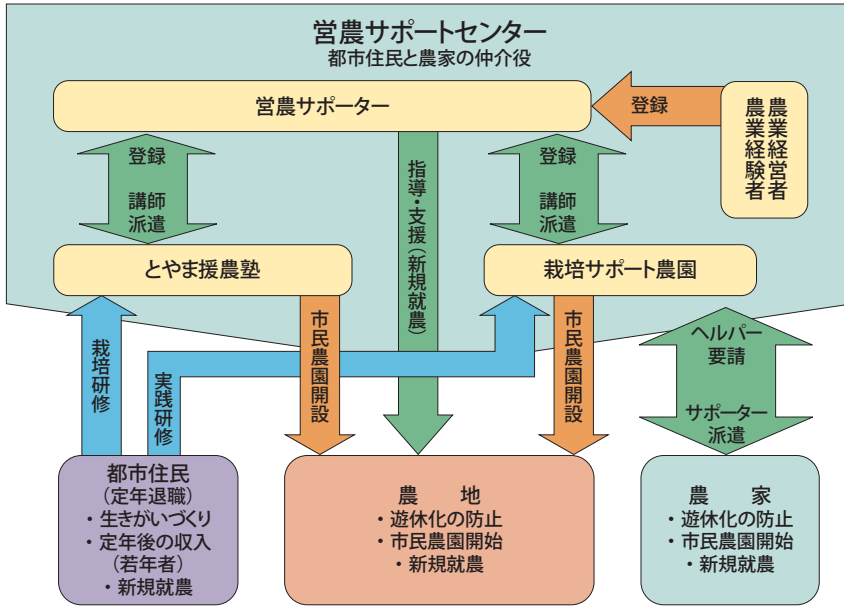 営農サポートセンター
都市住民と農家の仲介役
営農サポーター
登録
農業経営者
農業経験者
登録
講師
派遣
指導・支援(新規就農)
登録
講師
派遣
とやま援農塾
栽培サポート農園
栽培研修
実践研修
市民農園開設
市民農園開設
ヘルパー
要請
サポーター
派遣
都市住民
(定年退職)
・生きがいづくり
・定年後の収入
(若年者)
・新規就農
農　地
・遊休化の防止
・市民農園開始
・新規就農
農　家
・遊休化の防止
・市民農園開始
・新規就農